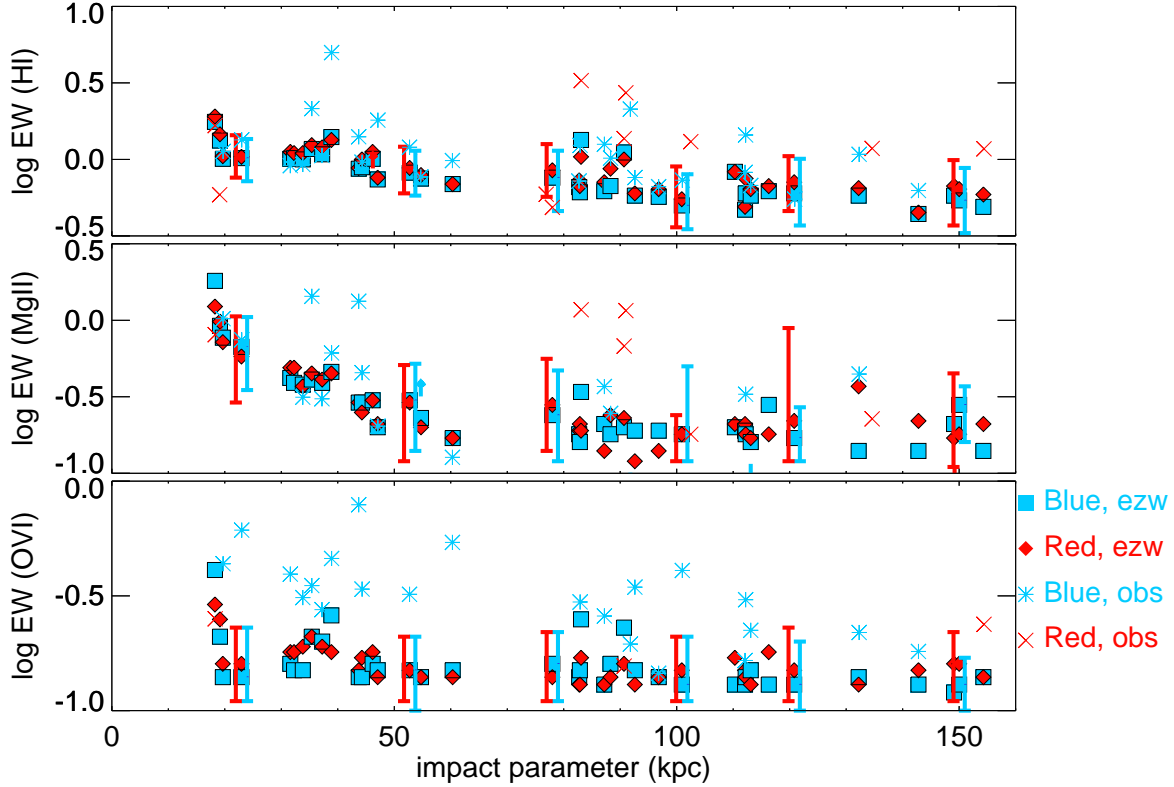 1.0
0.5
0.0
-0.5
log EW (HI)
0.5
0.0
-0.5
-1.0
log EW (MgII)
0.0
-0.5
-1.0
log EW (OVI)
0
50
100
150
impact parameter (kpc)
Blue, ezw
Red, ezw
Blue, obs
Red, obs